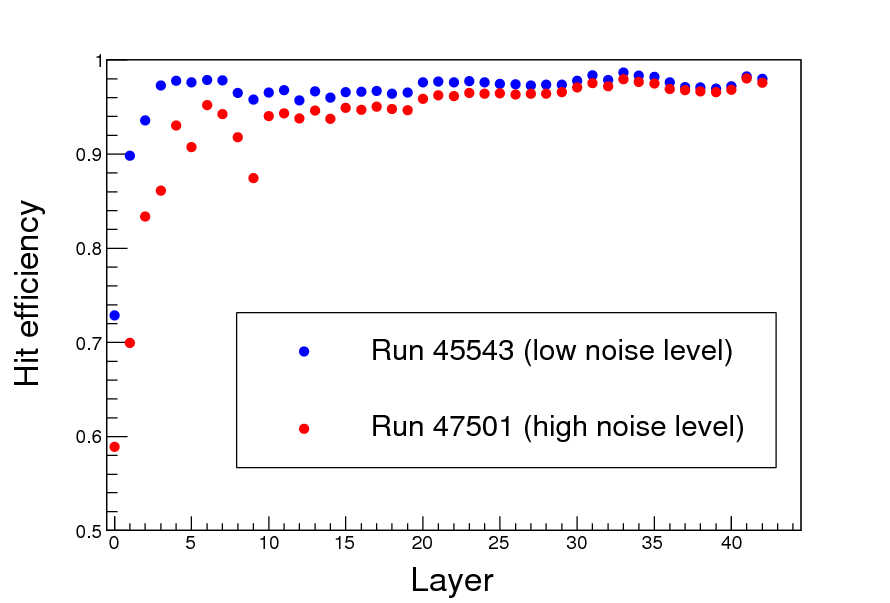 1
0.9
0.8
0.7
0.6
0.5
Hit efficiency
Run 45543 (low noise level)
Run 47501 (high noise level)
0 5 10 15 20 25 30 35 40
Layer